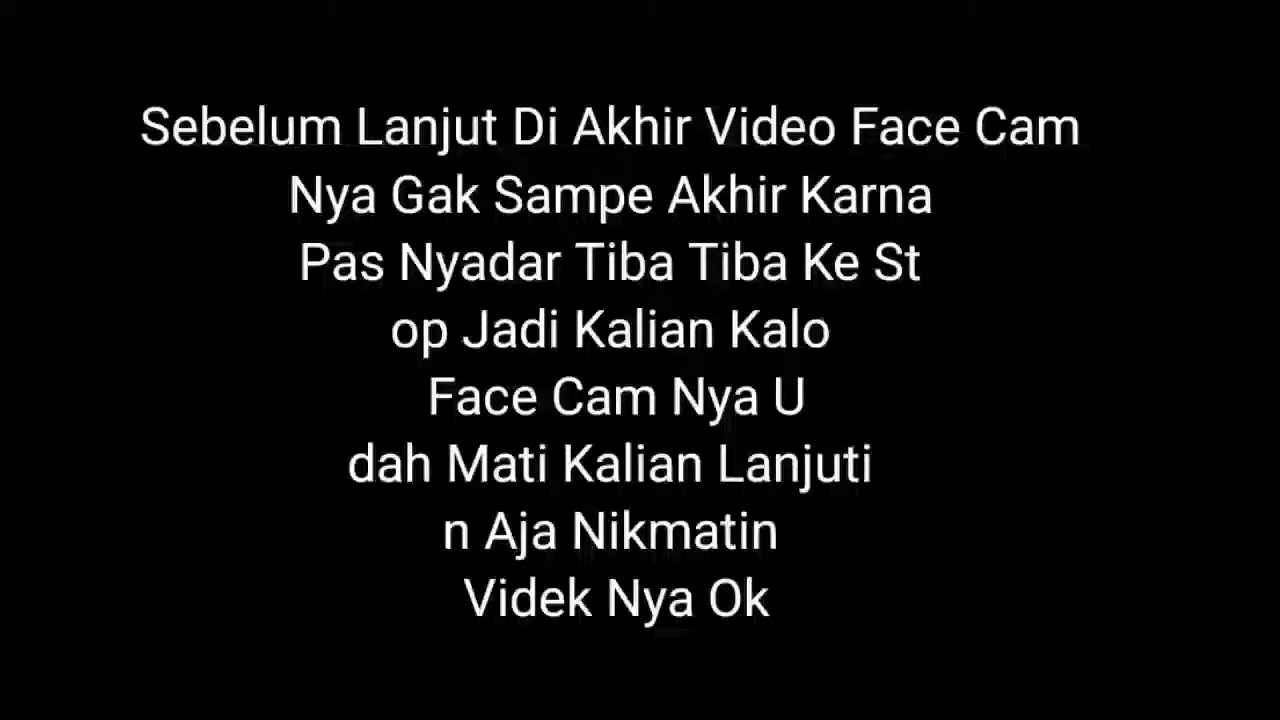 Sebelum Lanjut Di Akhir Video Face Cam
Nya Gak Sampe Akhir Karna
Pas Nyadar Tiba Tiba Ke St
op Jadi Kalian Kalo
Face Cam Nya U
dah Mati Kalian Lanjuti
n Aja Nikmatin
Videk Nya Ok